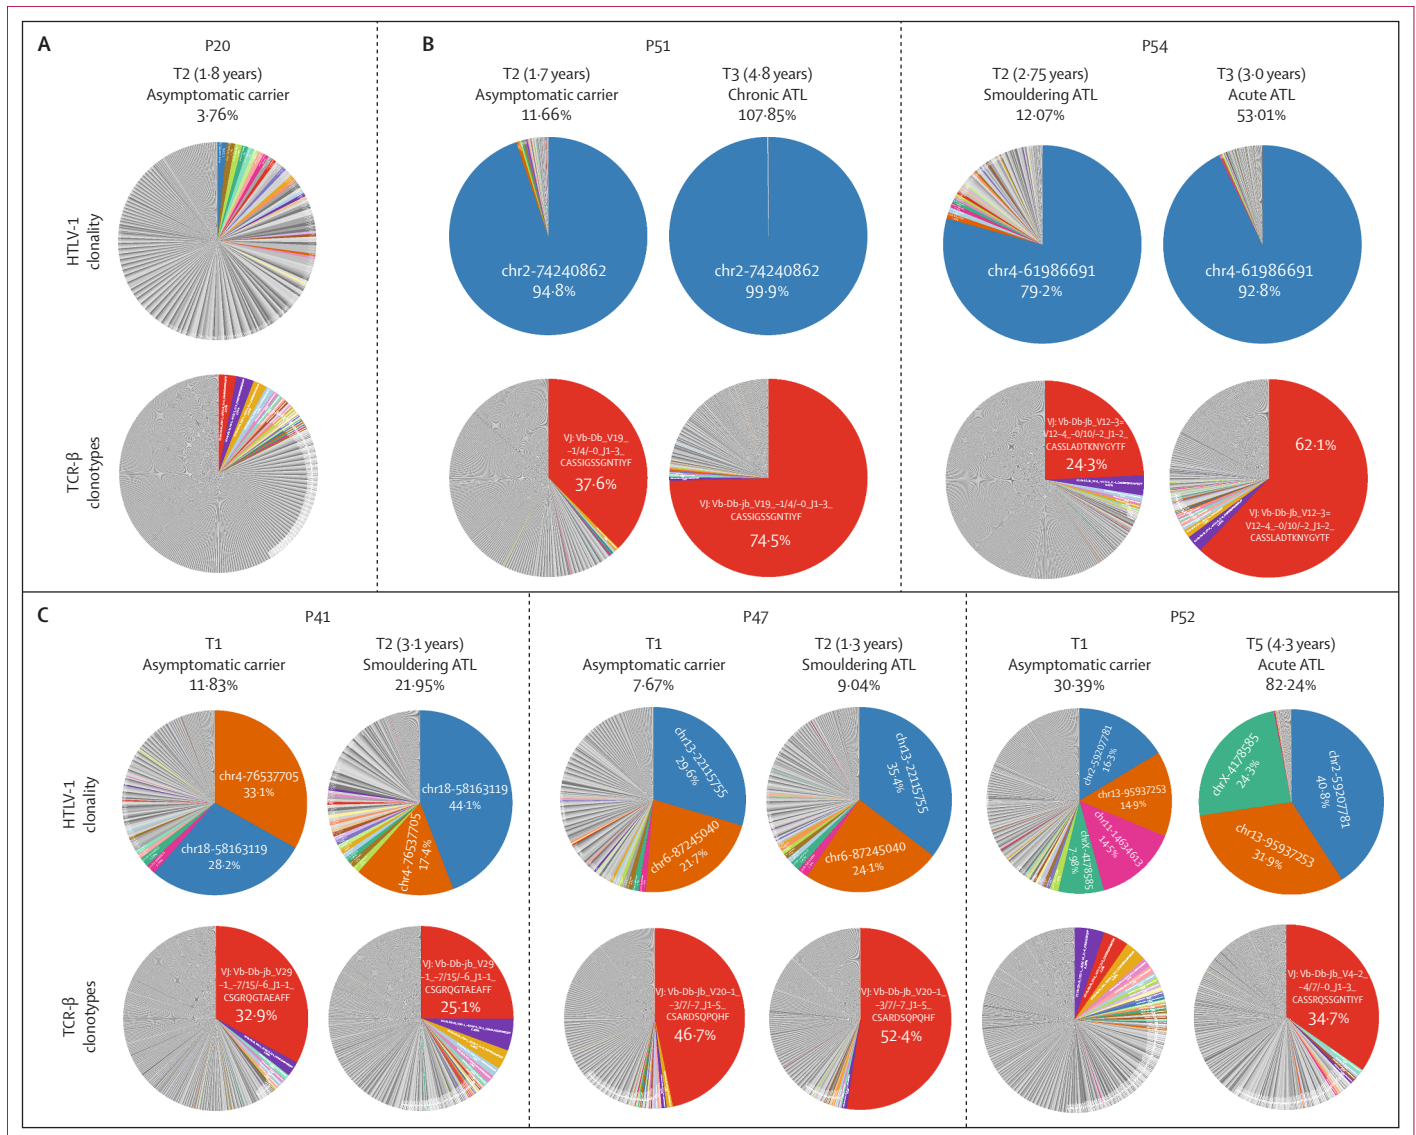 A
P20
T2 (1·8 years)
Asymptomatic carrier
3·76%
B
P51
T2 (1·7 years)
Asymptomatic carrier
11·66%
T3 (4·8 years)
Chronic ATL
107·85%
P54
T2 (2·75 years)
Smouldering ATL
12·07%
T3 (3·0 years)
Acute ATL
53·01%
HTLV-1
clonality
chr2-74240862
94·8%
chr2-74240862
99·9%
chr4-61986691
79·2%
chr4-61986691
92·8%
TCR-β
clonotypes
VJ: Vb-Db_V19_
–1/4/–0_J1–3_
CASSIGSSGNTIYF
37·6%
VJ: Vb-Db-jb_V19_–1/4/–0_J1–3_
CASSIGSSGNTIYF
74·5%
VJ: Vb-Db-Jb_V12–3=
V12–4_–0/10/–2_J1–2_
CASSLADTKNYGYTF
24·3%
62·1%
VJ: Vb-Db-Jb_V12–3=
V12–4_–0/10/–2_J1–2_
CASSLADTKNYGYTF
C
P41
T1
Asymptomatic carrier
11·83%
T2 (3·1 years)
Smouldering ATL
21·95%
P47
T1
Asymptomatic carrier
7·67%
T2 (1·3 years)
Smouldering ATL
9·04%
P52
T1
Asymptomatic carrier
30·39%
T5 (4·3 years)
Acute ATL
82·24%
HTLV-1
clonality
chr4-76537705
33·1%
chr18-58163119
28·2%
chr18-58163119
44·1%
chr4-76537705
17·4%
chr13-22115755
29·6%
chr6-87245040
21·7%
chr13-22115755
35·4%
chr6-87245040
24·1%
chr2-59207781
16·3%
chr13-95937253
14·9%
chr11-14634613
14·5%
chrX-4178585
7·98%
chrX-4178585
24·3%
chr2-59207781
40·8%
chr13-95937253
31·9%
TCR-β
clonotypes
VJ: Vb-Db-jb_V29
–1_–7/15/–6_J1–1_
CSGRQGTAEAFF
32·9%
VJ: Vb-Db-jb_V29
–1_–7/15/–6_J1–1_
CSGRQGTAEAFF
25·1%
VJ: Vb-Db-Jb_V20–1_
–3/7/–7_J1–5_
CSARDSQPQHF
46·7%
VJ: Vb-Db-Jb_V20–1_
–3/7/–7_J1–5_
CSARDSQPQHF
52·4%
VJ: Vb-Db-Jb_V4–2_
–4/7/–0_J1–3_
CASSRQSSGNTIYF
34·7%